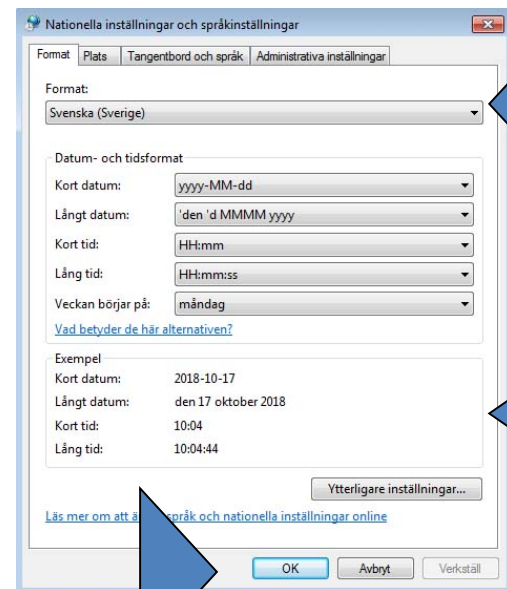 Nationella inställningar och språkinställningar
Format Plats Tangentbord och språk Administrativa inställningar
Format:
Svenska (Sverige)
Datum- och tidsformat
Kort datum: yyyy-MM-dd
Långt datum: 'den 'd MMMM yyyy
Kort tid: HH:mm
Lång tid: HH:mm:ss
Veckan börjar på: måndag
Vad betyder de här alternativen?
Exempel
Kort datum: 2018-10-17
Långt datum: den 17 oktober 2018
Kort tid: 10:04
Lång tid: 10:04:44
Ytterligare inställningar...
Läs mer om att språk och nationella inställningar online
OK Avbryt Verkställ